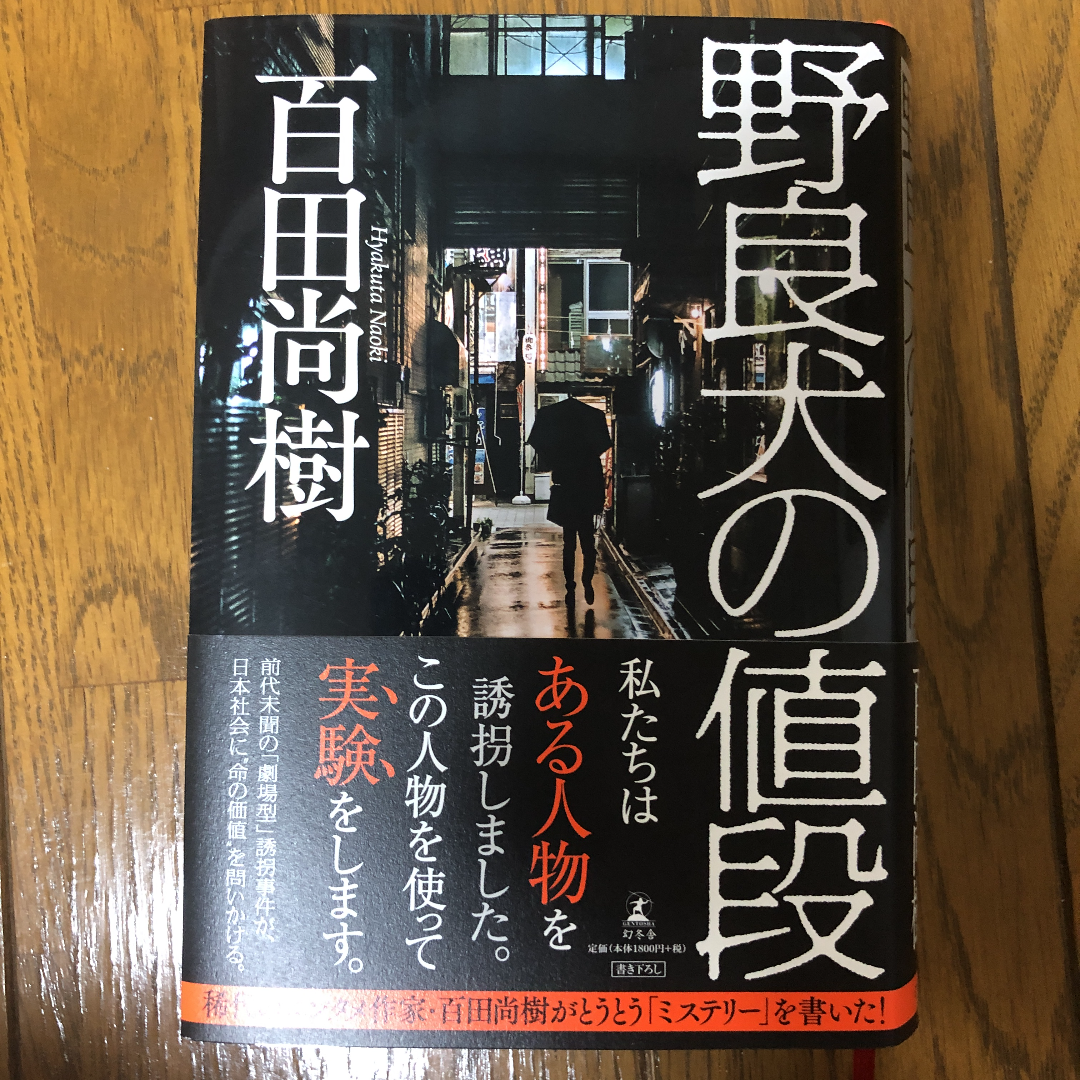 野良犬の値段
百田尚樹
Hyakuta Naoki
私たちは
ある人物を
誘拐しました。
この人物を使って
実験をします。
前代未聞の「劇場型」誘拐事件が、
日本社会に"命の価値"を問いかける。
GENTOSHA
幻冬舎
定価(本体1800円+税)
書き下ろし
作家・百田尚樹がとうとう「ミステリー」を書いた!